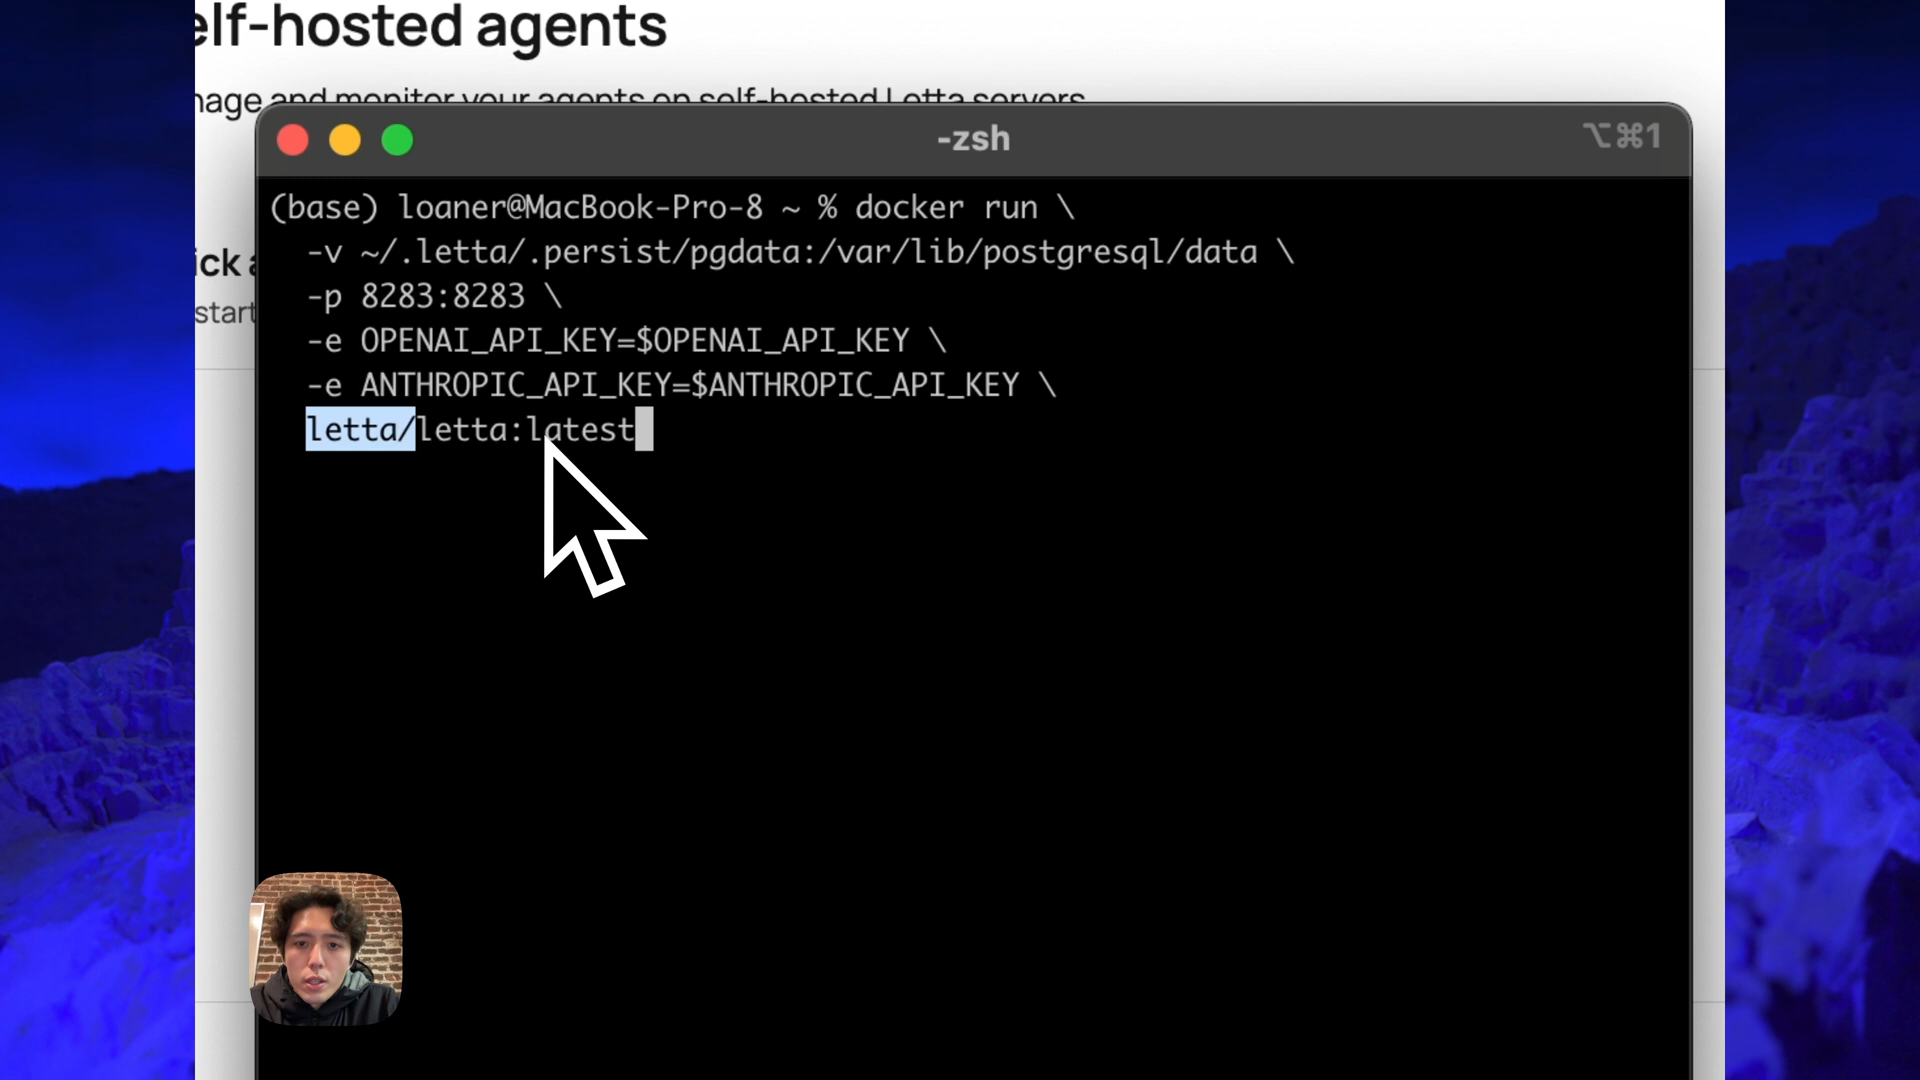 elf-hosted agents
nage and monitor your agents on self-hosted Letta servers
-zsh
⌥⌘1
(base) loaner@MacBook-Pro-8 ~ % docker run \
-v ~/.letta/.persist/pgdata:/var/lib/postgresql/data \
ick a
-p 8283:8283 \
start
-e OPENAI_API_KEY=$OPENAI_API_KEY \
-e ANTHROPIC_API_KEY=$ANTHROPIC_API_KEY \
letta/letta:latest